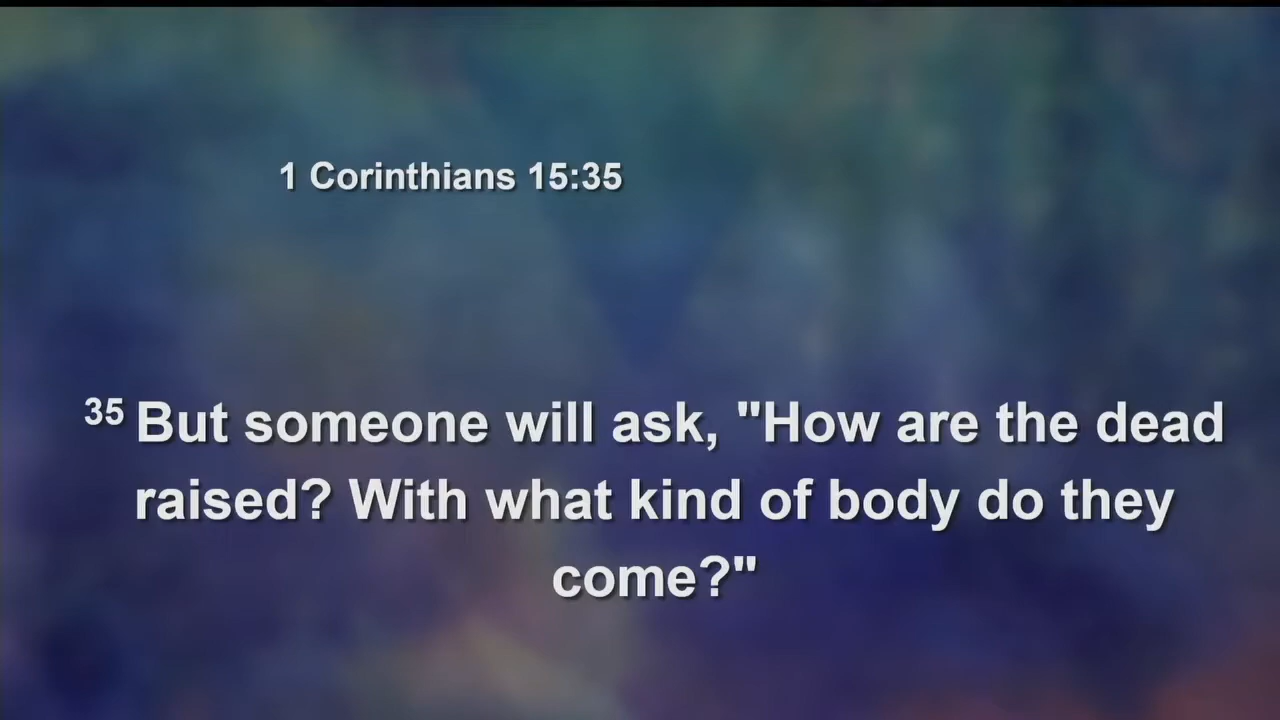 1 Corinthians 15:35
35 But someone will ask, "How are the dead
raised? With what kind of body do they
come?"